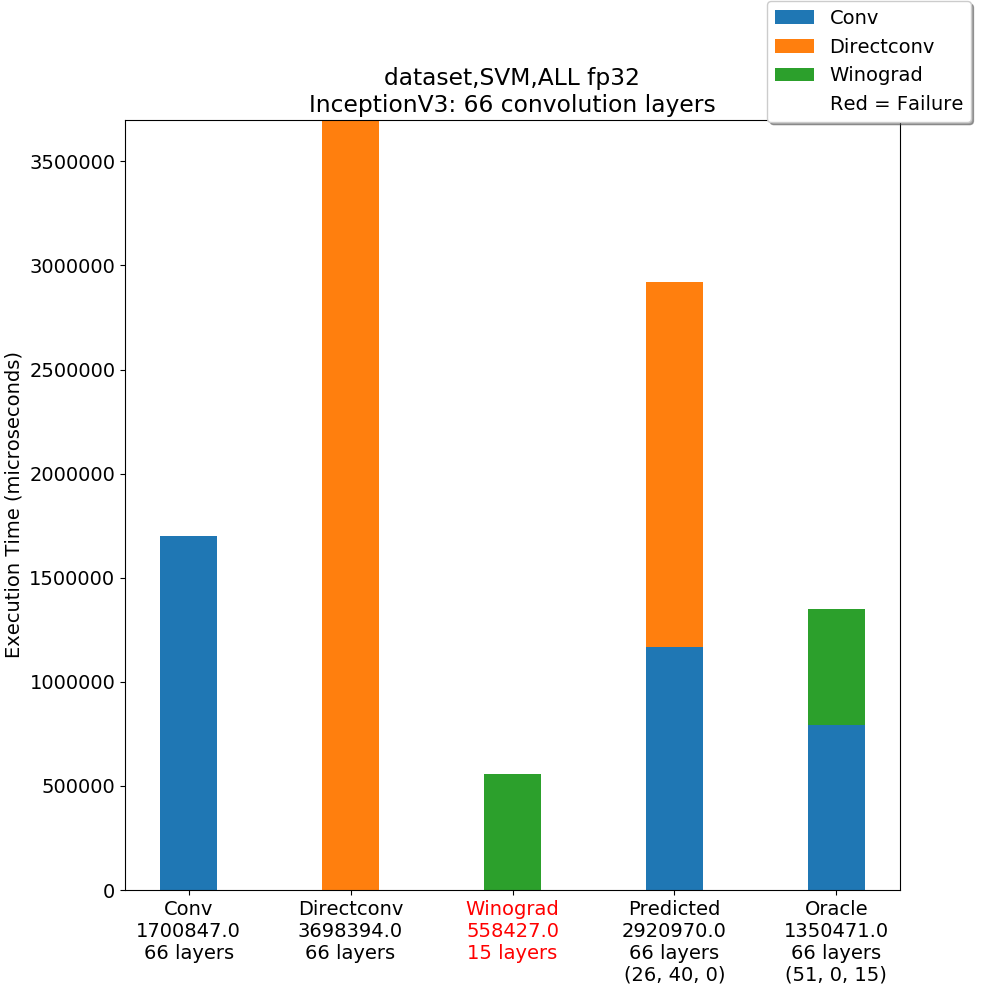 Conv
Directconv
Winograd
Red = Failure
dataset,SVM,ALL fp32
InceptionV3: 66 convolution layers
Execution Time (microseconds)
3500000
3000000
2500000
2000000
1500000
1000000
500000
0
Conv
1700847.0
66 layers
Directconv
3698394.0
66 layers
Winograd
558427.0
15 layers
Predicted
2920970.0
66 layers
(26, 40, 0)
Oracle
1350471.0
66 layers
(51, 0, 15)